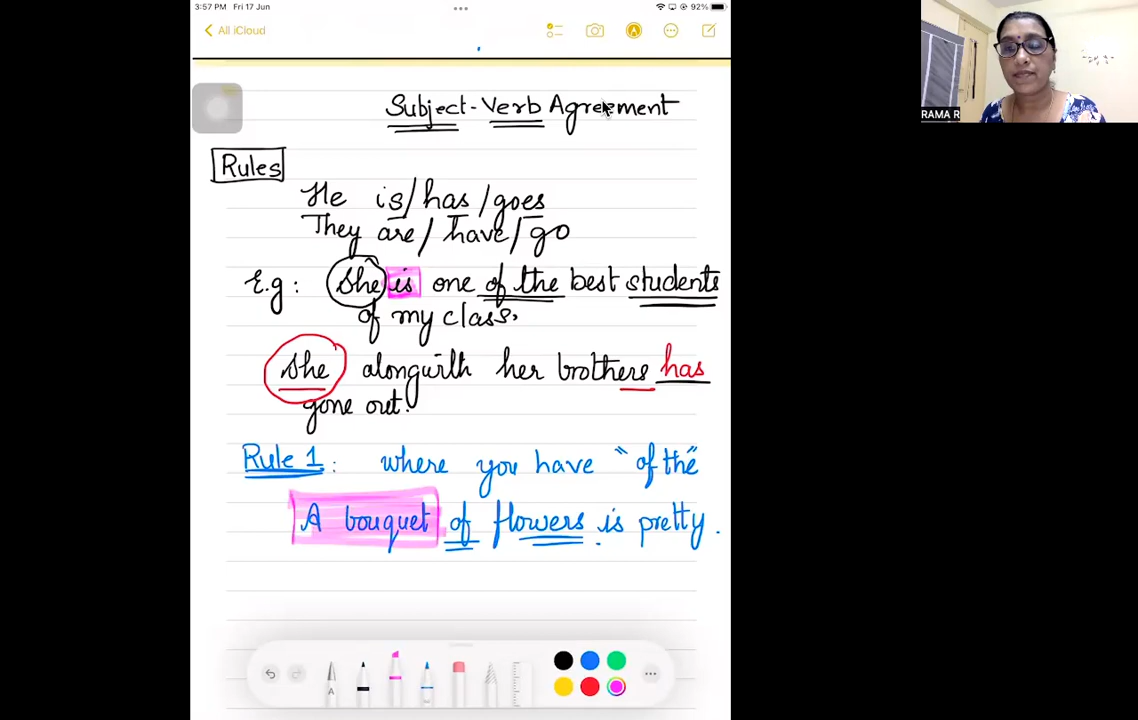 3:57 PM Fri 17 Jun
92%
All iCloud
Subject-Verb Agreement
RAMA R
Rules
He is/has/goes
They are/have/go
E.g: She is one of the best students
of my class.
She alongwith her brothers has
gone out.
Rule 1: where you have "of the"
A bouquet of flowers is pretty.
A